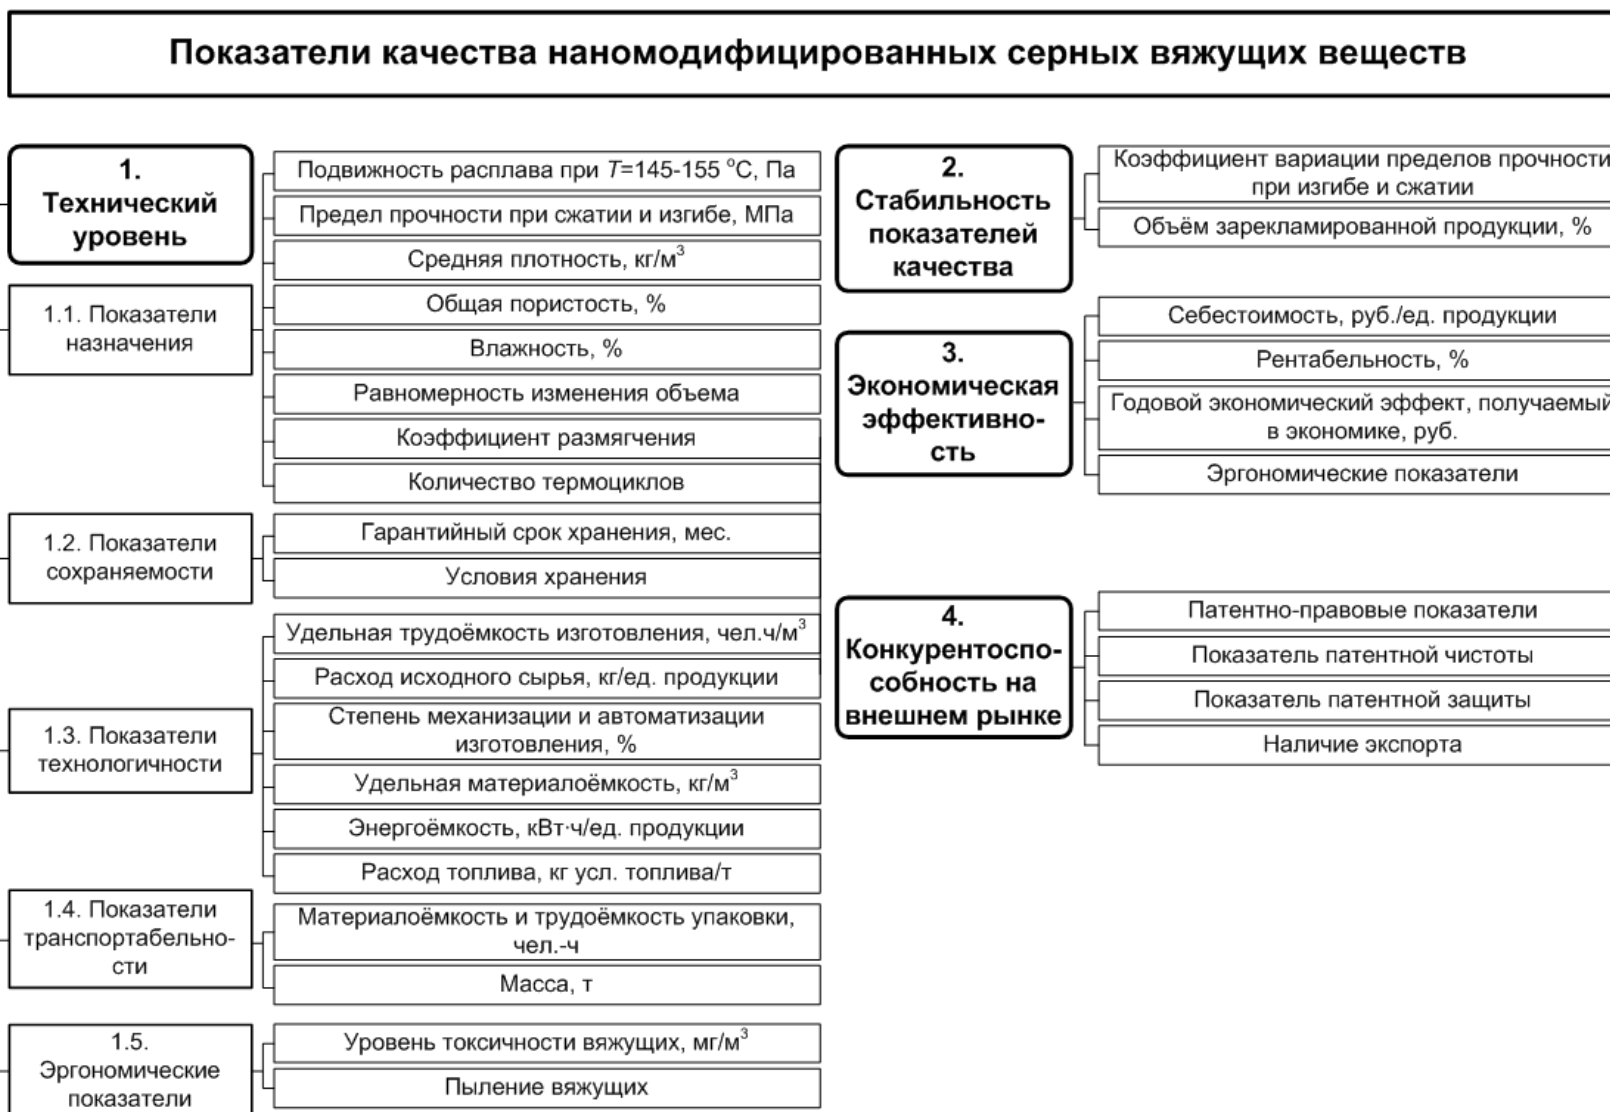 Показатели качества наномодифицированных серных вяжущих веществ
1.
Технический
уровень
1.1. Показатели
назначения
Подвижность расплава при T=145-155 °С, Па
Предел прочности при сжатии и изгибе, МПа
Средняя плотность, кг/м³
Общая пористость, %
Влажность, %
Равномерность изменения объема
Коэффициент размягчения
Количество термоциклов
1.2. Показатели
сохраняемости
Гарантийный срок хранения, мес.
Условия хранения
1.3. Показатели
технологичности
Удельная трудоёмкость изготовления, чел.ч/м³
Расход исходного сырья, кг/ед. продукции
Степень механизации и автоматизации
изготовления, %
Удельная материалоёмкость, кг/м³
Энергоёмкость, кВт·ч/ед. продукции
Расход топлива, кг усл. топлива/т
1.4. Показатели
транспортабельно-
сти
Материалоёмкость и трудоёмкость упаковки,
чел.-ч
Масса, т
1.5.
Эргономические
показатели
Уровень токсичности вяжущих, мг/м³
Пыление вяжущих
2.
Стабильность
показателей
качества
Коэффициент вариации пределов прочности
при изгибе и сжатии
Объём зарекламированной продукции, %
3.
Экономическая
эффективно-
сть
Себестоимость, руб./ед. продукции
Рентабельность, %
Годовой экономический эффект, получаемый
в экономике, руб.
Эргономические показатели
4.
Конкурентоспо-
собность на
внешнем рынке
Патентно-правовые показатели
Показатель патентной чистоты
Показатель патентной защиты
Наличие экспорта